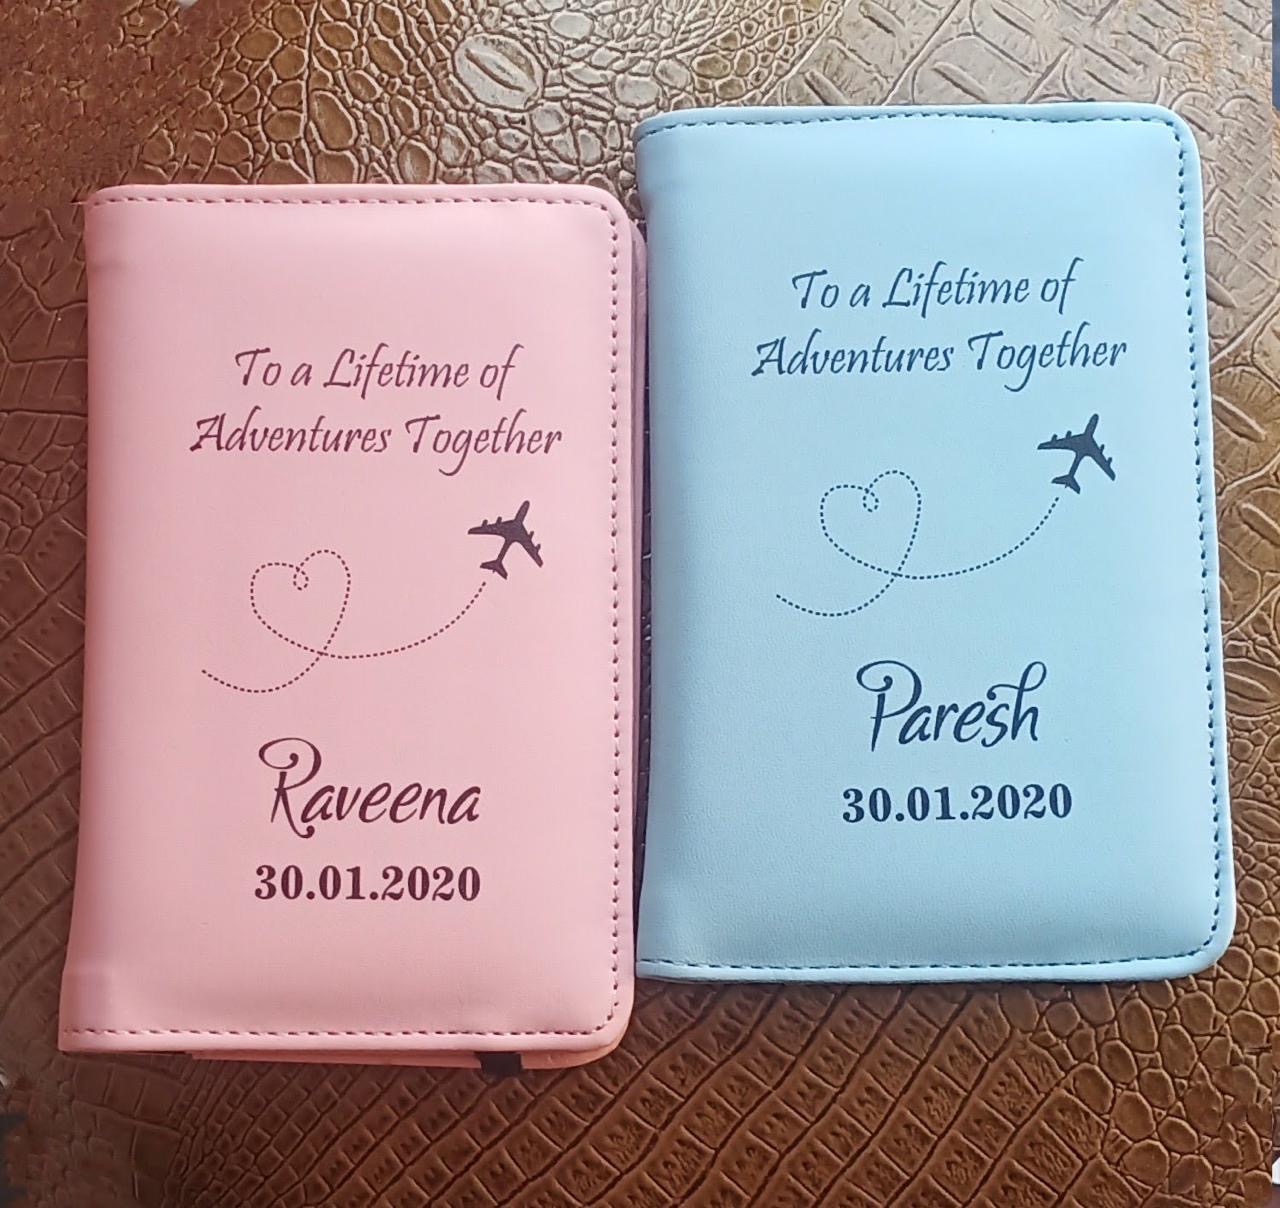 To a Lifetime of
Adventures Together
Raveena
30.01.2020
To a Lifetime of
Adventures Together
Paresh
30.01.2020